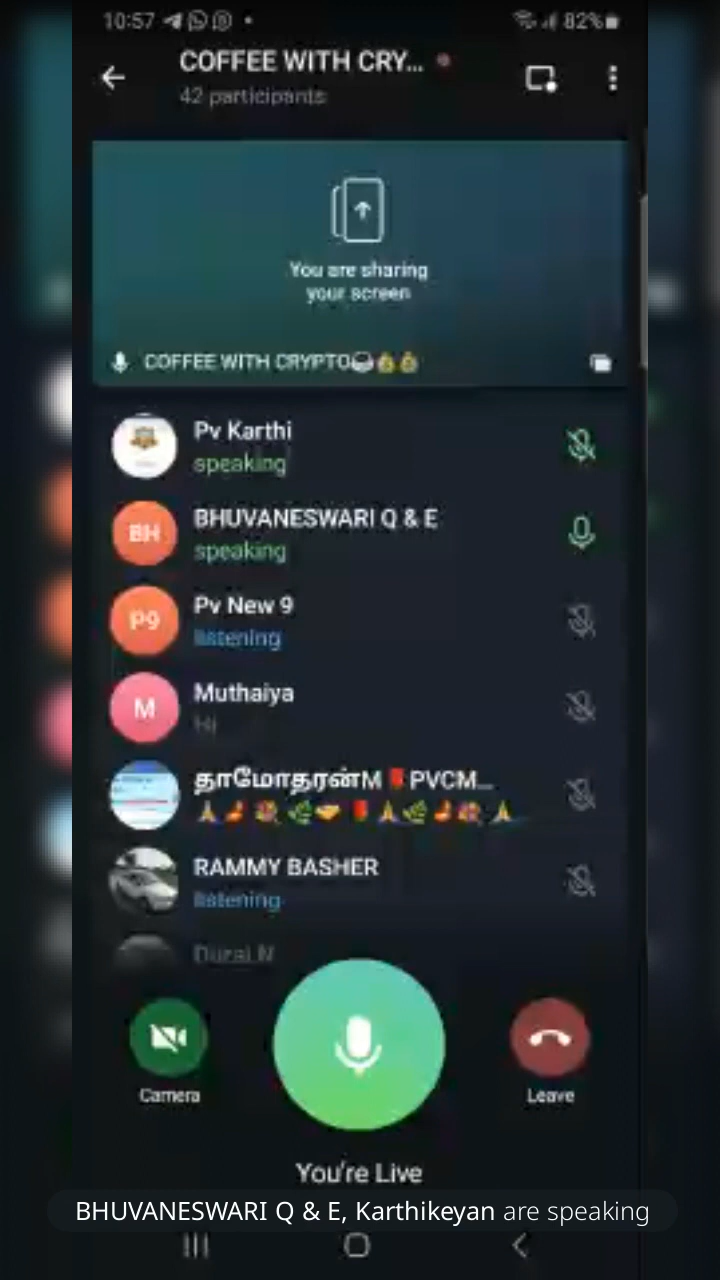 10:57
82%
COFFEE WITH CRY...
42 participants
You are sharing
your screen
COFFEE WITH CRYPTO
Pv Karthi
speaking
BH
BHUVANESWARI Q & E
speaking
P9
Pv New 9
listening
M
Muthaiya
Hi
தாமோதரன்M PVCM...
RAMMY BASHER
listening
Durai N
Camera
Leave
You're Live
BHUVANESWARI Q & E, Karthikeyan are speaking